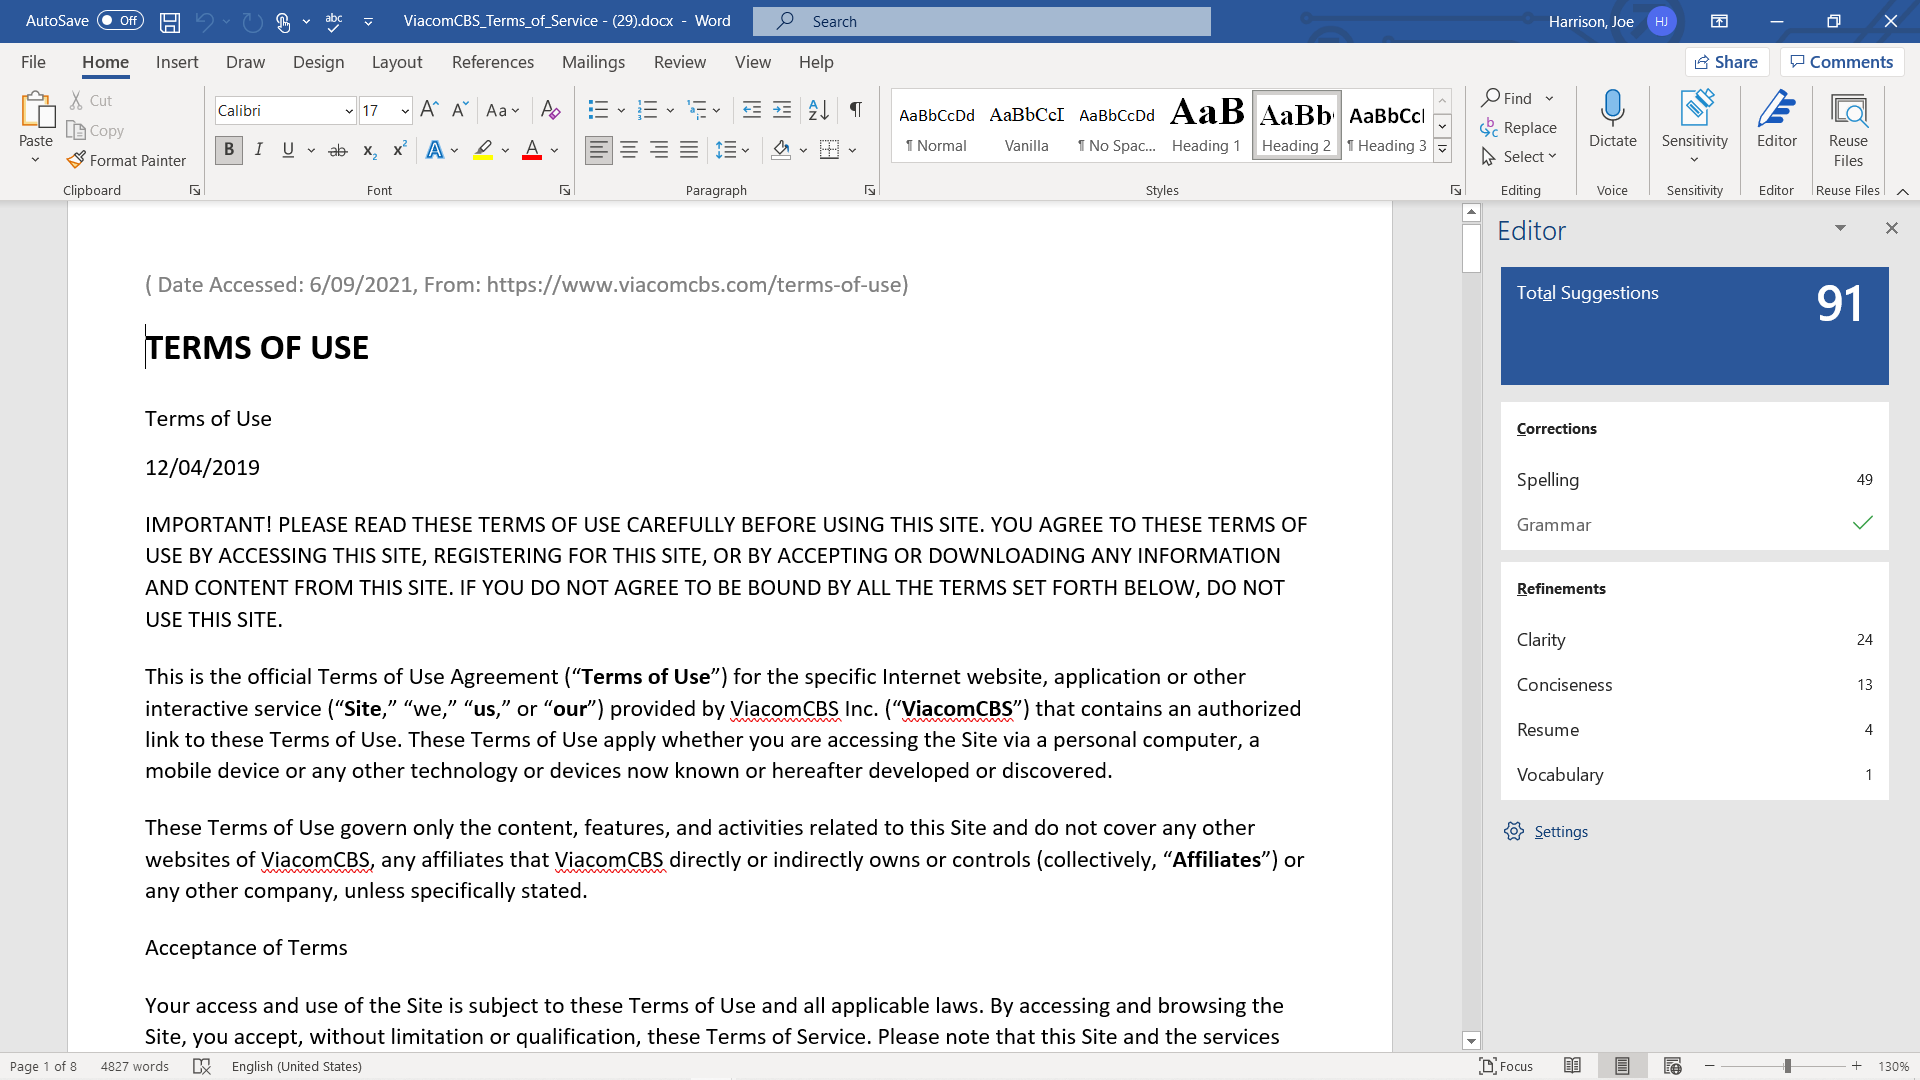 AutoSave Off ViacomCBS_Terms_of_Service - (29).docx - Word Search Harrison, Joe HJ
File Home Insert Draw Design Layout References Mailings Review View Help Share Comments
Paste Cut Copy Format Painter Clipboard
Calibri 17 Aa B I U ab x₂ x² A A Font
Paragraph
AaBbCcDd AaBbCcI AaBbCcDd AaB AaBb AaBbCcI
¶ Normal Vanilla ¶ No Spac... Heading 1 Heading 2 ¶ Heading 3
Styles
Find Replace Select Editing
Dictate Voice
Sensitivity Sensitivity
Editor Editor
Reuse Files Reuse Files
( Date Accessed: 6/09/2021, From: https://www.viacomcbs.com/terms-of-use)
TERMS OF USE
Terms of Use
12/04/2019
IMPORTANT! PLEASE READ THESE TERMS OF USE CAREFULLY BEFORE USING THIS SITE. YOU AGREE TO THESE TERMS OF
USE BY ACCESSING THIS SITE, REGISTERING FOR THIS SITE, OR BY ACCEPTING OR DOWNLOADING ANY INFORMATION
AND CONTENT FROM THIS SITE. IF YOU DO NOT AGREE TO BE BOUND BY ALL THE TERMS SET FORTH BELOW, DO NOT
USE THIS SITE.
This is the official Terms of Use Agreement (“Terms of Use”) for the specific Internet website, application or other
interactive service (“Site,” “we,” “us,” or “our”) provided by ViacomCBS Inc. (“ViacomCBS”) that contains an authorized
link to these Terms of Use. These Terms of Use apply whether you are accessing the Site via a personal computer, a
mobile device or any other technology or devices now known or hereafter developed or discovered.
These Terms of Use govern only the content, features, and activities related to this Site and do not cover any other
websites of ViacomCBS, any affiliates that ViacomCBS directly or indirectly owns or controls (collectively, “Affiliates”) or
any other company, unless specifically stated.
Acceptance of Terms
Your access and use of the Site is subject to these Terms of Use and all applicable laws. By accessing and browsing the
Site, you accept, without limitation or qualification, these Terms of Service. Please note that this Site and the services
Editor
Total Suggestions 91
Corrections
Spelling 49
Grammar
Refinements
Clarity 24
Conciseness 13
Resume 4
Vocabulary 1
Settings
Page 1 of 8 4827 words English (United States) Focus 130%